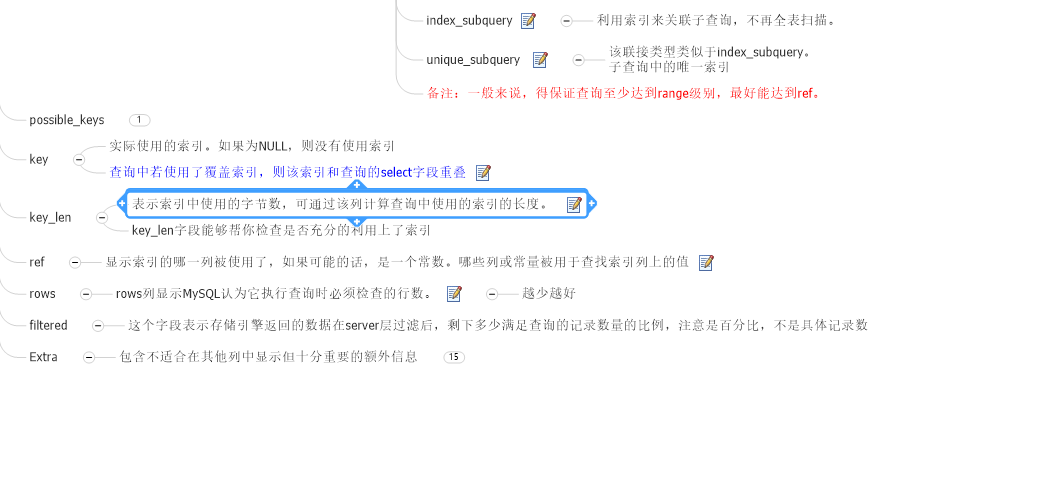 index_subquery
利用索引来关联子查询，不再全表扫描。
unique_subquery
该联接类型类似于index_subquery。
子查询中的唯一索引
备注：一般来说，得保证查询至少达到range级别，最好能达到ref。
possible_keys
1
key
实际使用的索引。如果为NULL，则没有使用索引
查询中若使用了覆盖索引，则该索引和查询的select字段重叠
key_len
表示索引中使用的字节数，可通过该列计算查询中使用的索引的长度。
key_len字段能够帮你检查是否充分的利用上了索引
ref
显示索引的哪一列被使用了，如果可能的话，是一个常数。哪些列或常量被用于查找索引列上的值
rows
rows列显示MySQL认为它执行查询时必须检查的行数。
越少越好
filtered
这个字段表示存储引擎返回的数据在server层过滤后，剩下多少满足查询的记录数量的比例，注意是百分比，不是具体记录数
Extra
包含不适合在其他列中显示但十分重要的额外信息
15